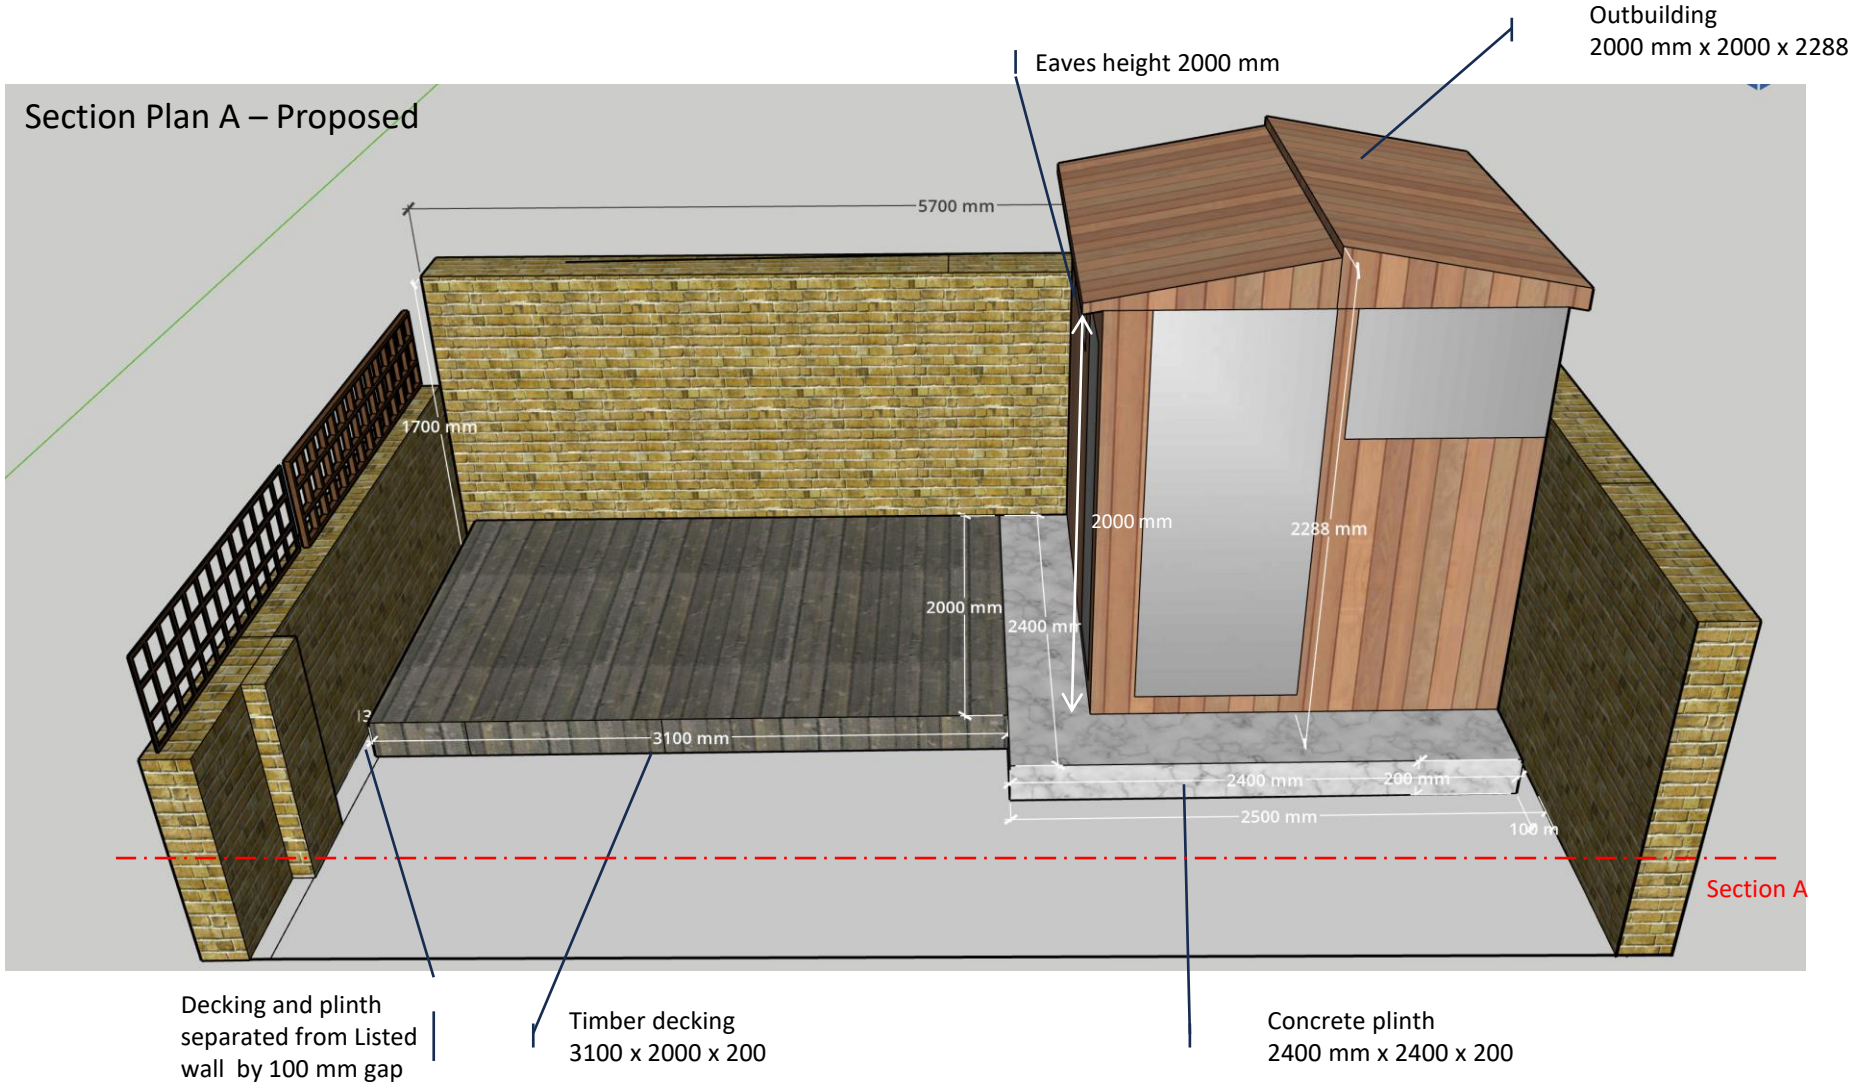 Outbuilding
2000 mm x 2000 x 2288
Eaves height 2000 mm
Section Plan A – Proposed
5700 mm
1700 mm
2000 mm
2288 mm
2000 mm
2400 mm
3100 mm
2400 mm
200 mm
2500 mm
100 m
Section A
Decking and plinth
separated from Listed
wall by 100 mm gap
Timber decking
3100 x 2000 x 200
Concrete plinth
2400 mm x 2400 x 200